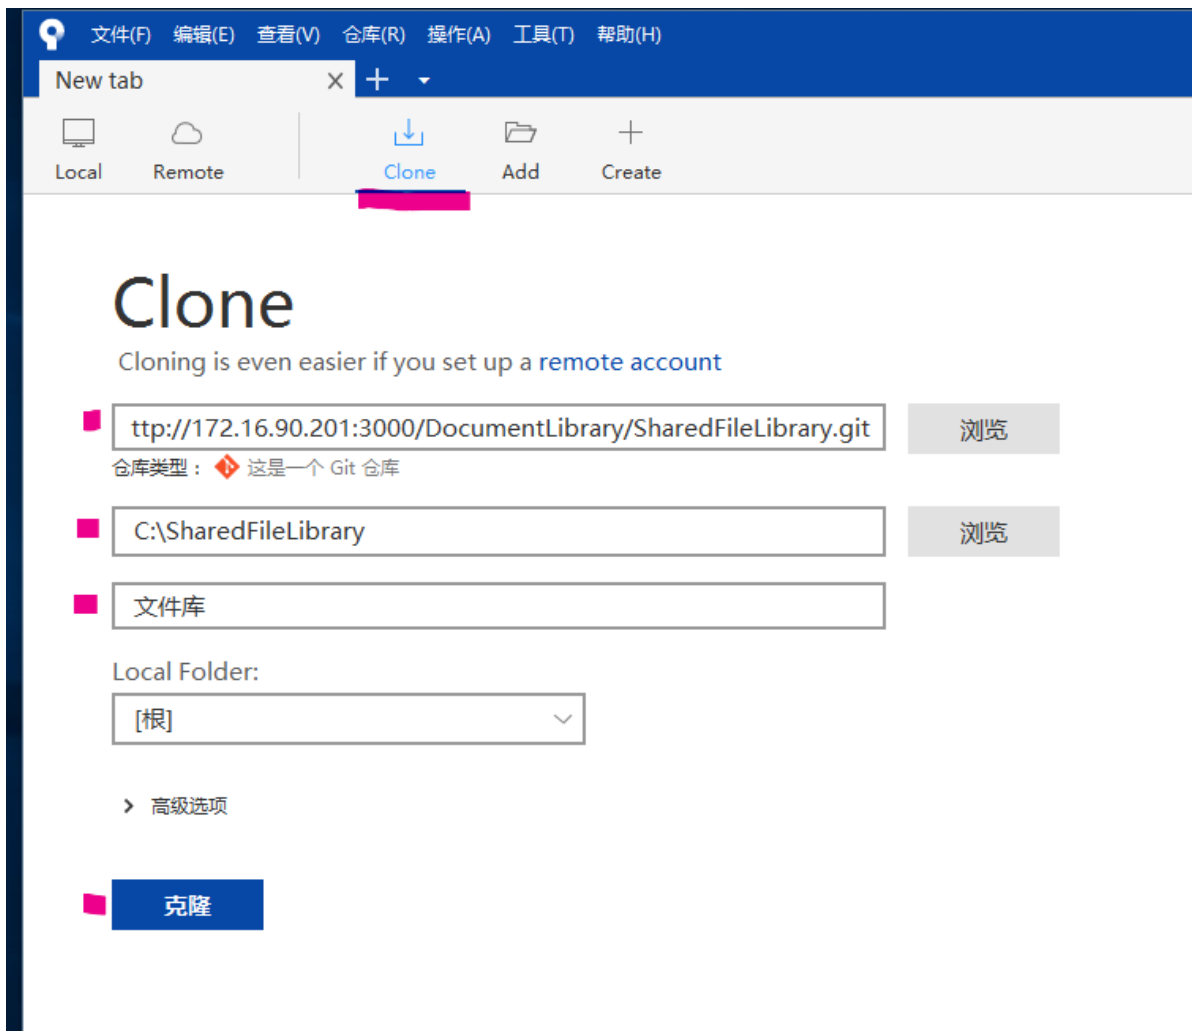 文件(F) 编辑(E) 查看(V) 仓库(R) 操作(A) 工具(T) 帮助(H)
New tab
Local Remote Clone Add Create
Clone
Cloning is even easier if you set up a remote account
ttp://172.16.90.201:3000/DocumentLibrary/SharedFileLibrary.git 浏览
仓库类型： 这是一个 Git 仓库
C:\SharedFileLibrary 浏览
文件库
Local Folder:
[根]
高级选项
克隆